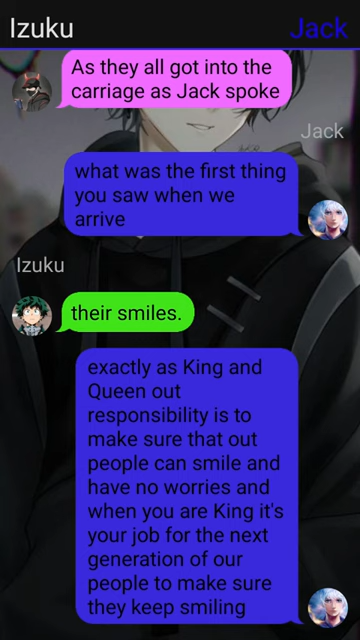 Izuku
Jack
As they all got into the
carriage as Jack spoke
Jack
what was the first thing
you saw when we
arrive
Izuku
their smiles.
exactly as King and
Queen out
responsibility is to
make sure that out
people can smile and
have no worries and
when you are King it's
your job for the next
generation of our
people to make sure
they keep smiling